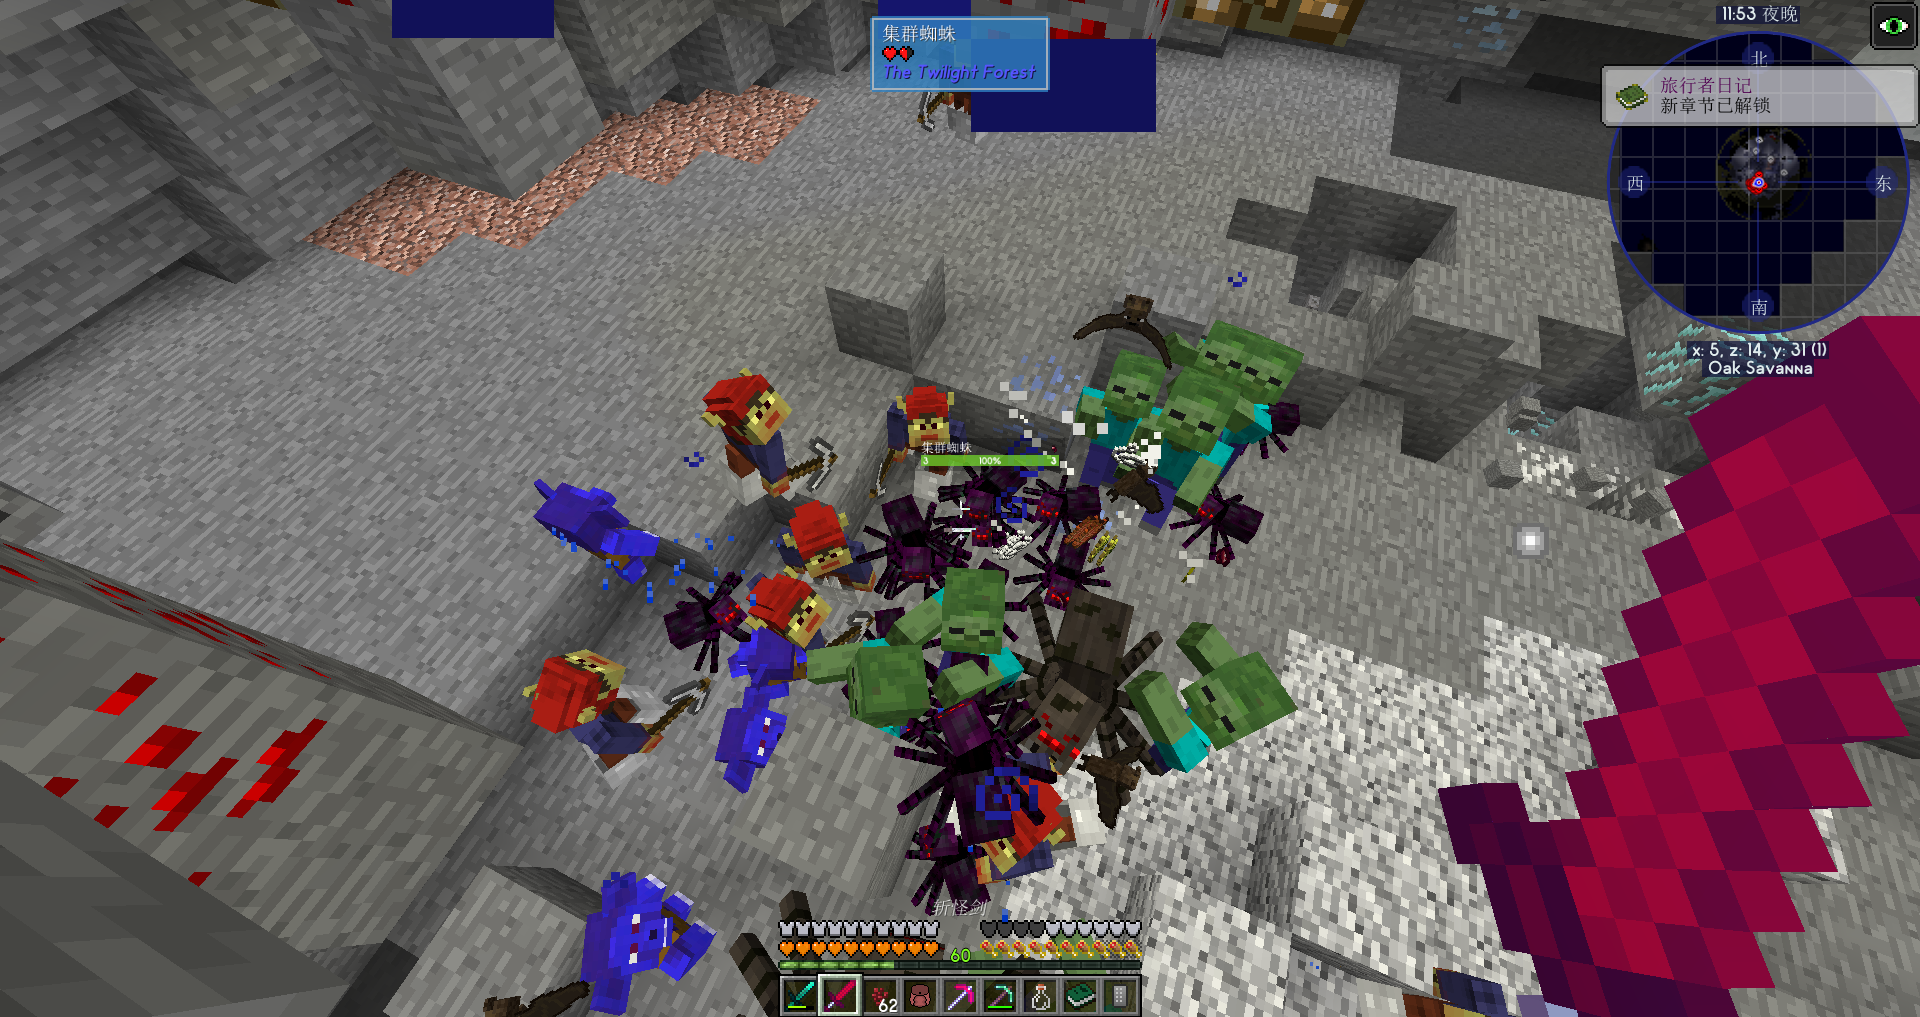 集群蜘蛛
The Twilight Forest
11:53 夜晚
北
旅行者日记
新章节已解锁
西
东
南
x: 5, z: 14, y: 31 (1)
Oak Savanna
集群蜘蛛
3 100% 3
斩怪剑
60
62